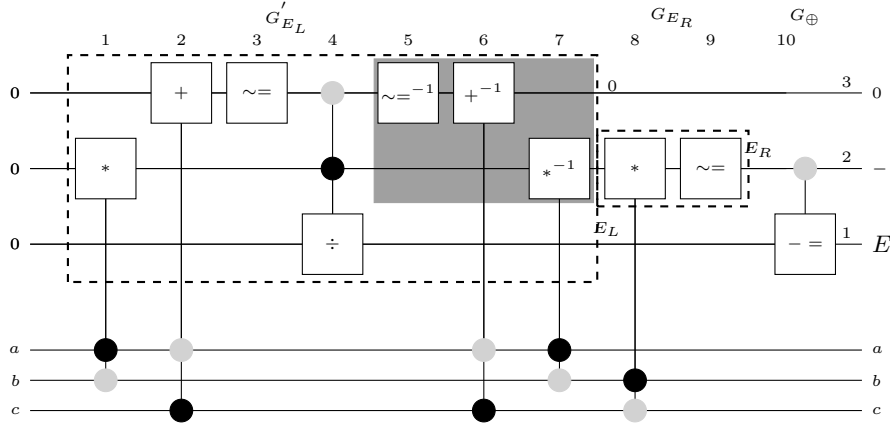 G′_{E_L} G_{E_R} G_⊕
1 2 3 4 5 6 7 8 9 10
0 + ~= ~=⁻¹ +⁻¹ 0 3 0
0 * *⁻¹ * ~= E_R 2 −
0 ÷ E_L − = 1 E
a a
b b
c c